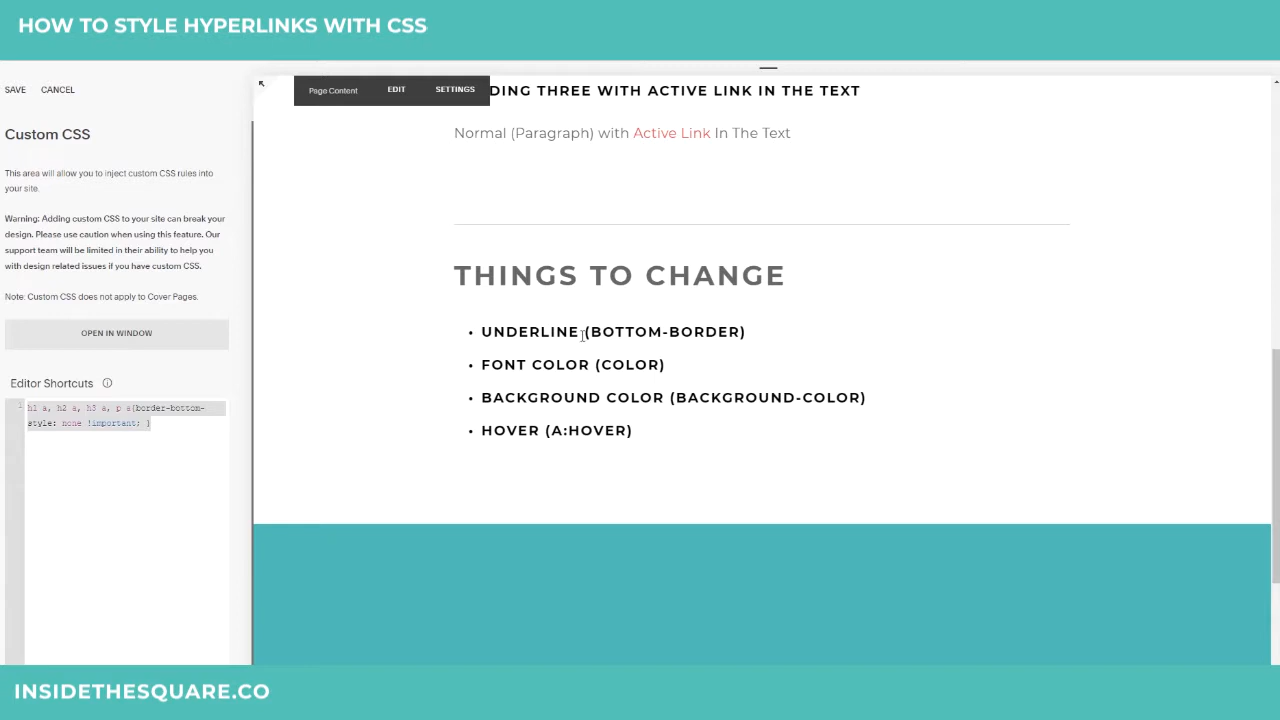 HOW TO STYLE HYPERLINKS WITH CSS
SAVE CANCEL
Custom CSS
This area will allow you to inject custom CSS rules into
your site.
Warning: Adding custom CSS to your site can break your
design. Please use caution when using this feature. Our
support team will be limited in their ability to help you
with design related issues if you have custom CSS.
Note: Custom CSS does not apply to Cover Pages.
OPEN IN WINDOW
Editor Shortcuts
1 h1 a, h2 a, h3 a, p a{border-bottom-
style: none !important; }
Page Content EDIT SETTINGS
DING THREE WITH ACTIVE LINK IN THE TEXT
Normal (Paragraph) with Active Link In The Text
THINGS TO CHANGE
• UNDERLINE (BOTTOM-BORDER)
• FONT COLOR (COLOR)
• BACKGROUND COLOR (BACKGROUND-COLOR)
• HOVER (A:HOVER)
INSIDETHESQUARE.CO